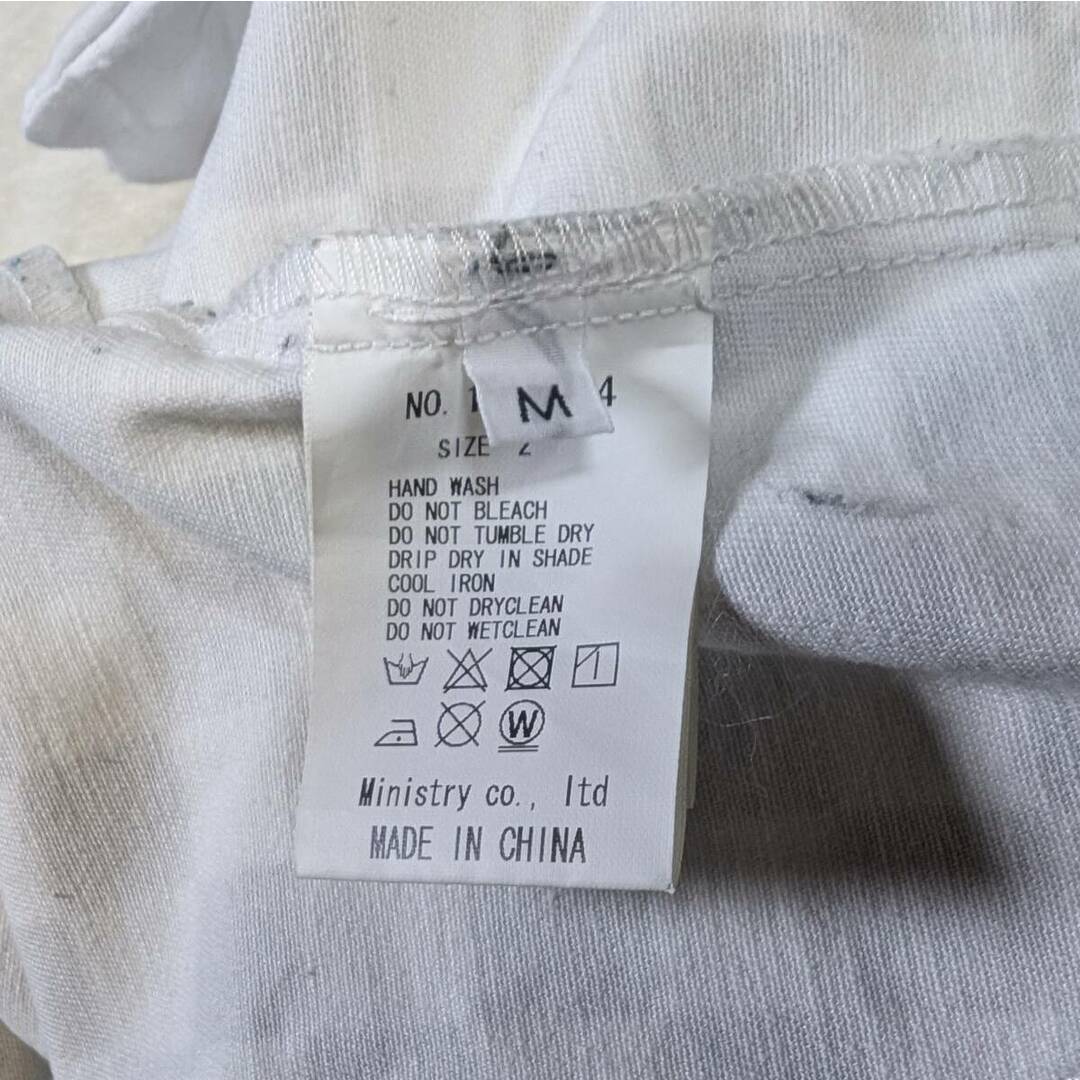 NO. 1 M 4
SIZE 2
HAND WASH
DO NOT BLEACH
DO NOT TUMBLE DRY
DRIP DRY IN SHADE
COOL IRON
DO NOT DRYCLEAN
DO NOT WETCLEAN
W
Ministry co., ltd
MADE IN CHINA